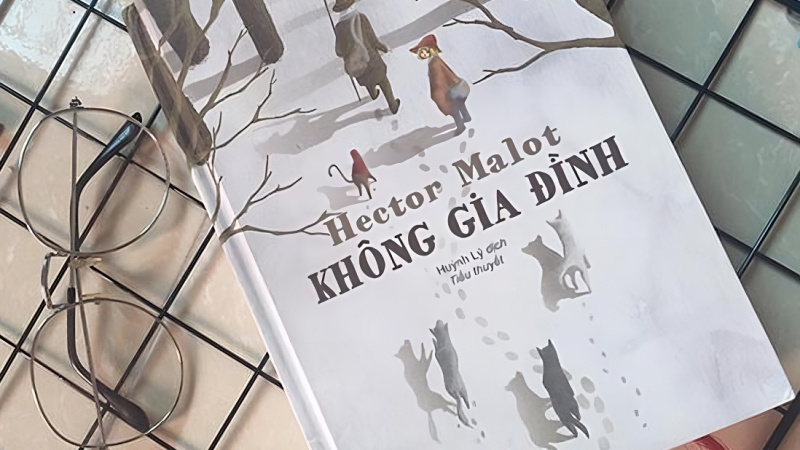 Hector Malot
KHÔNG GIA ĐÌNH
Huỳnh Lý dịch
Tiểu thuyết